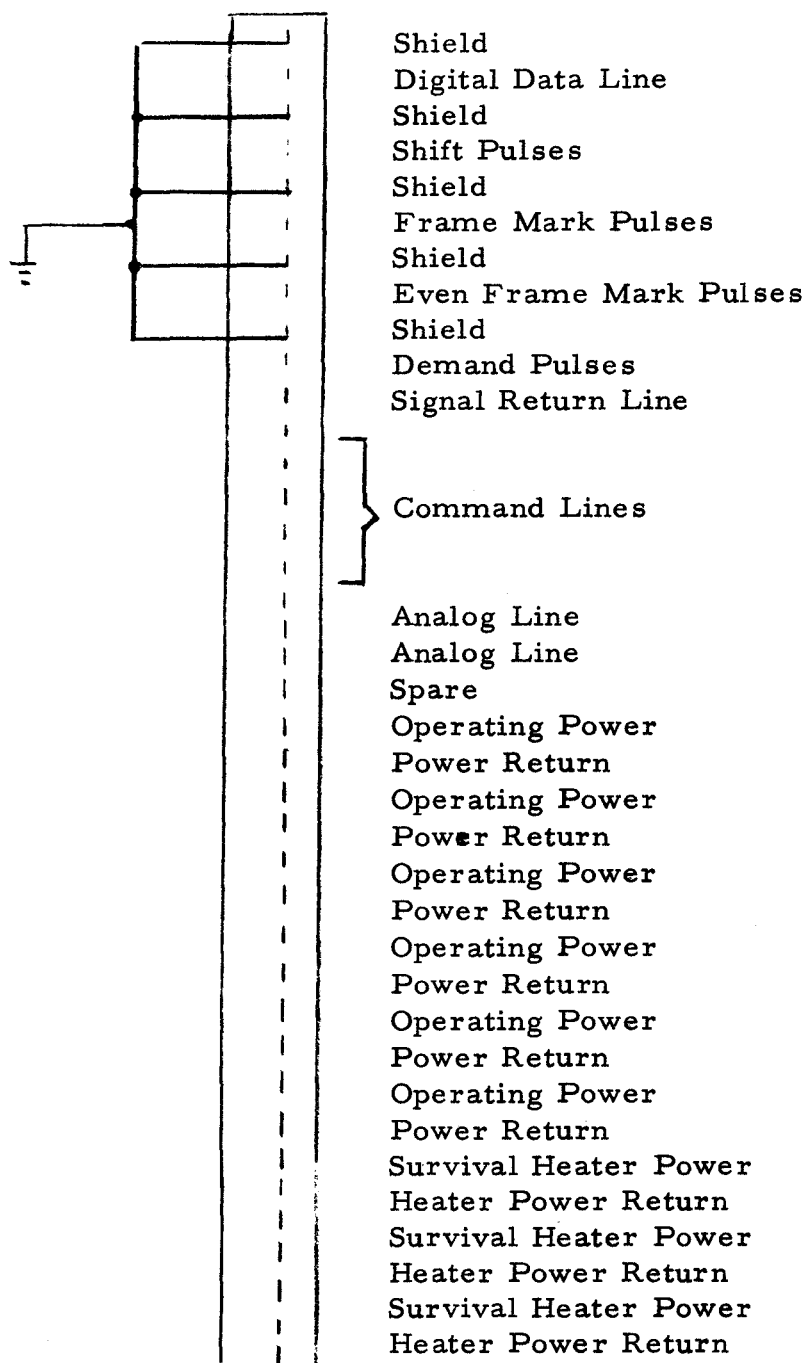 Shield
Digital Data Line
Shield
Shift Pulses
Shield
Frame Mark Pulses
Shield
Even Frame Mark Pulses
Shield
Demand Pulses
Signal Return Line
Command Lines
Analog Line
Analog Line
Spare
Operating Power
Power Return
Operating Power
Power Return
Operating Power
Power Return
Operating Power
Power Return
Operating Power
Power Return
Operating Power
Power Return
Survival Heater Power
Heater Power Return
Survival Heater Power
Heater Power Return
Survival Heater Power
Heater Power Return